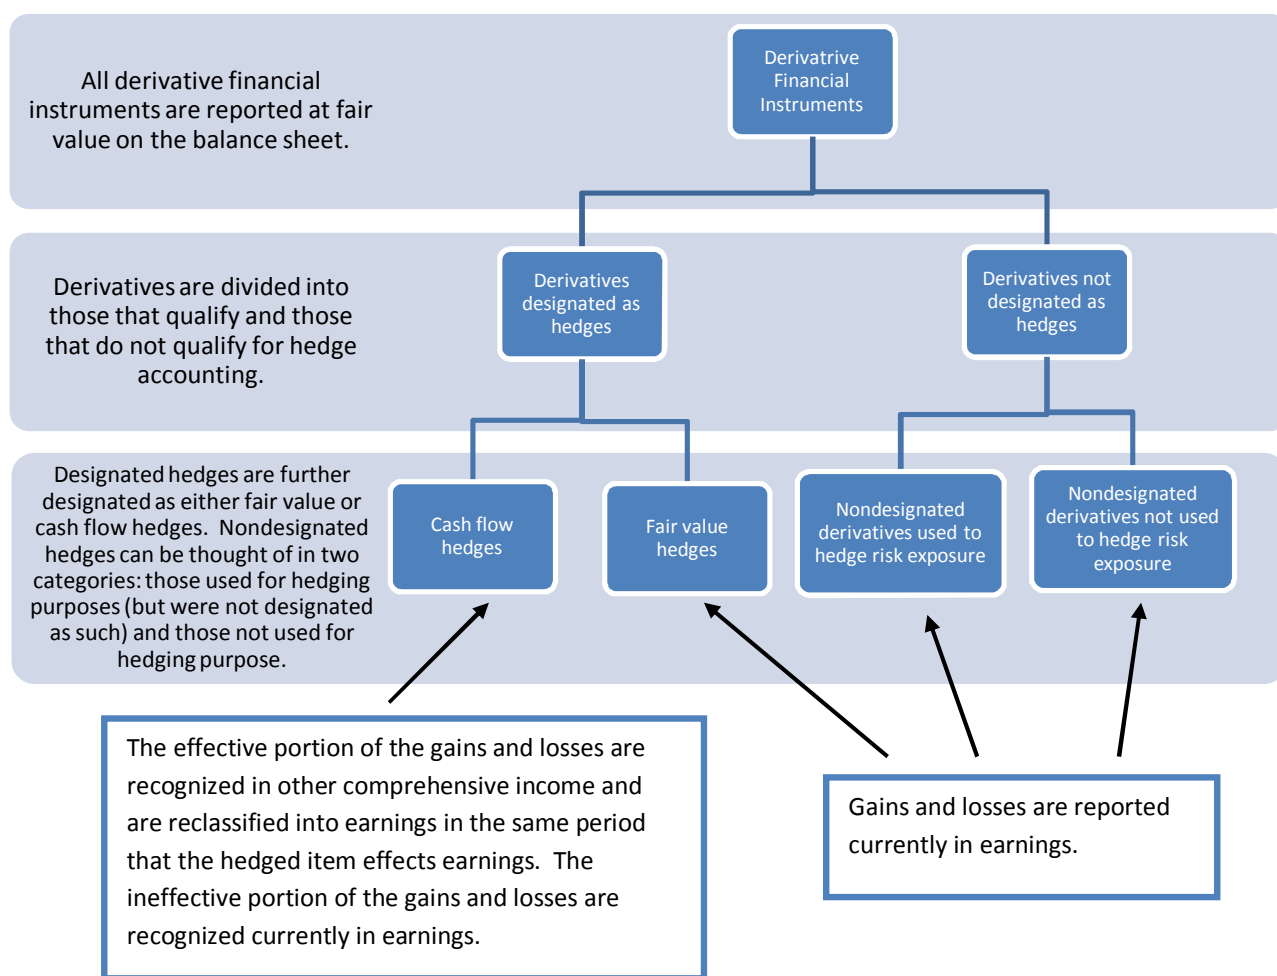 All derivative financial
instruments are reported at fair
value on the balance sheet.
Derivatrive
Financial
Instruments
Derivatives are divided into
those that qualify and those
that do not qualify for hedge
accounting.
Derivatives
designated as
hedges
Derivatives not
designated as
hedges
Designated hedges are further
designated as either fair value or
cash flow hedges.  Nondesignated
hedges can be thought of in two
categories: those used for hedging
purposes (but were not designated
as such) and those not used for
hedging purpose.
Cash flow
hedges
Fair value
hedges
Nondesignated
derivatives used to
hedge risk exposure
Nondesignated
derivatives not used
to hedge risk
exposure
The effective portion of the gains and losses are
recognized in other comprehensive income and
are reclassified into earnings in the same period
that the hedged item effects earnings.  The
ineffective portion of the gains and losses are
recognized currently in earnings.
Gains and losses are reported
currently in earnings.